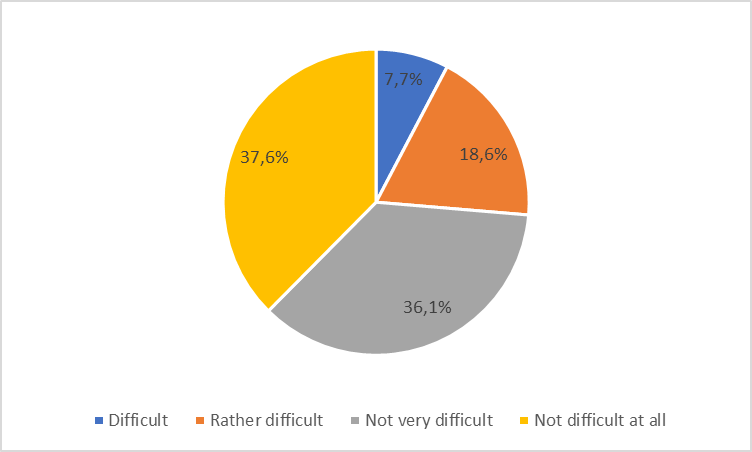 7,7%
18,6%
37,6%
36,1%
Difficult Rather difficult Not very difficult Not difficult at all